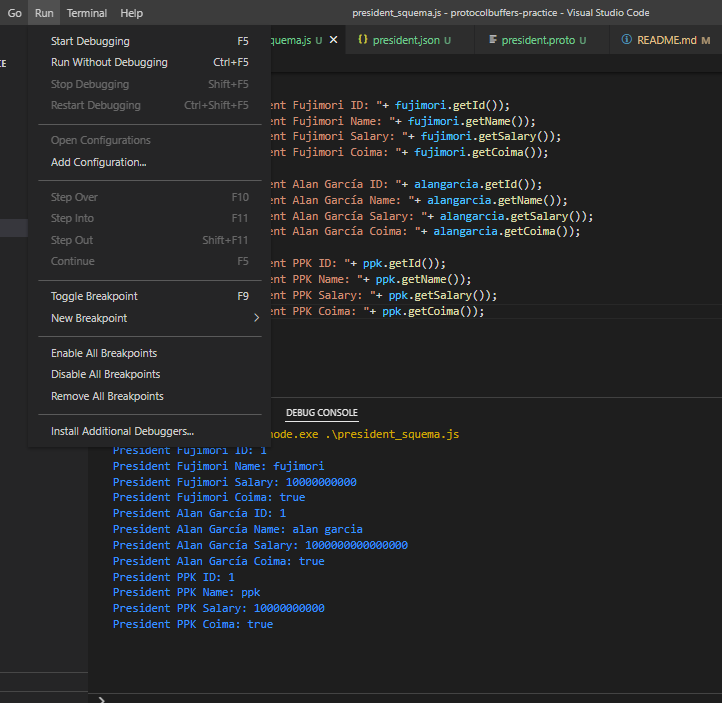 Go Run Terminal Help president_squema.js - protocolbuffers-practice - Visual Studio Code
Start Debugging F5
Run Without Debugging Ctrl+F5
Stop Debugging Shift+F5
Restart Debugging Ctrl+Shift+F5
Open Configurations
Add Configuration...
Step Over F10
Step Into F11
Step Out Shift+F11
Continue F5
Toggle Breakpoint F9
New Breakpoint
Enable All Breakpoints
Disable All Breakpoints
Remove All Breakpoints
Install Additional Debuggers...
quema.js U president.json U president.proto U README.md M
ent Fujimori ID: "+ fujimori.getId());
ent Fujimori Name: "+ fujimori.getName());
ent Fujimori Salary: "+ fujimori.getSalary());
ent Fujimori Coima: "+ fujimori.getCoima());
ent Alan García ID: "+ alangarcia.getId());
ent Alan García Name: "+ alangarcia.getName());
ent Alan García Salary: "+ alangarcia.getSalary());
ent Alan García Coima: "+ alangarcia.getCoima());
ent PPK ID: "+ ppk.getId());
ent PPK Name: "+ ppk.getName());
ent PPK Salary: "+ ppk.getSalary());
ent PPK Coima: "+ ppk.getCoima());
DEBUG CONSOLE
node.exe .\president_squema.js
President Fujimori ID: 1
President Fujimori Name: fujimori
President Fujimori Salary: 10000000000
President Fujimori Coima: true
President Alan García ID: 1
President Alan García Name: alan garcia
President Alan García Salary: 1000000000000000
President Alan García Coima: true
President PPK ID: 1
President PPK Name: ppk
President PPK Salary: 10000000000
President PPK Coima: true